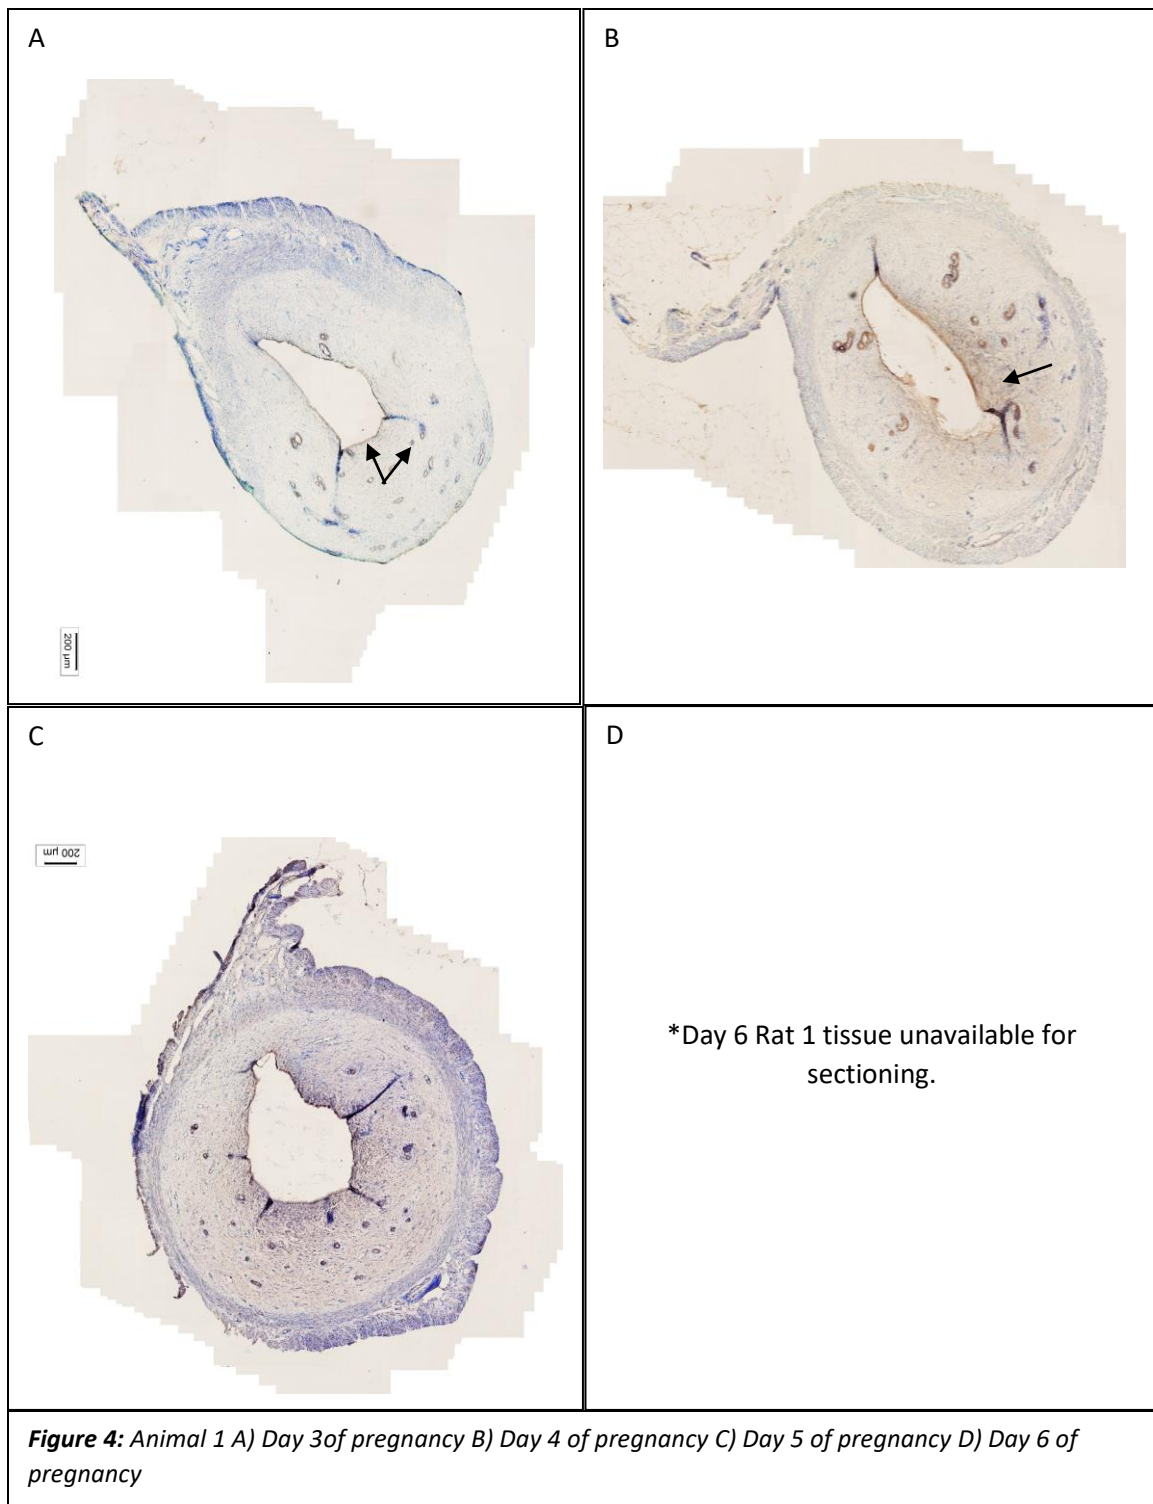 A
B
200 µm
C
D
200 µm
*Day 6 Rat 1 tissue unavailable for
sectioning.
Figure 4: Animal 1 A) Day 3of pregnancy B) Day 4 of pregnancy C) Day 5 of pregnancy D) Day 6 of
pregnancy